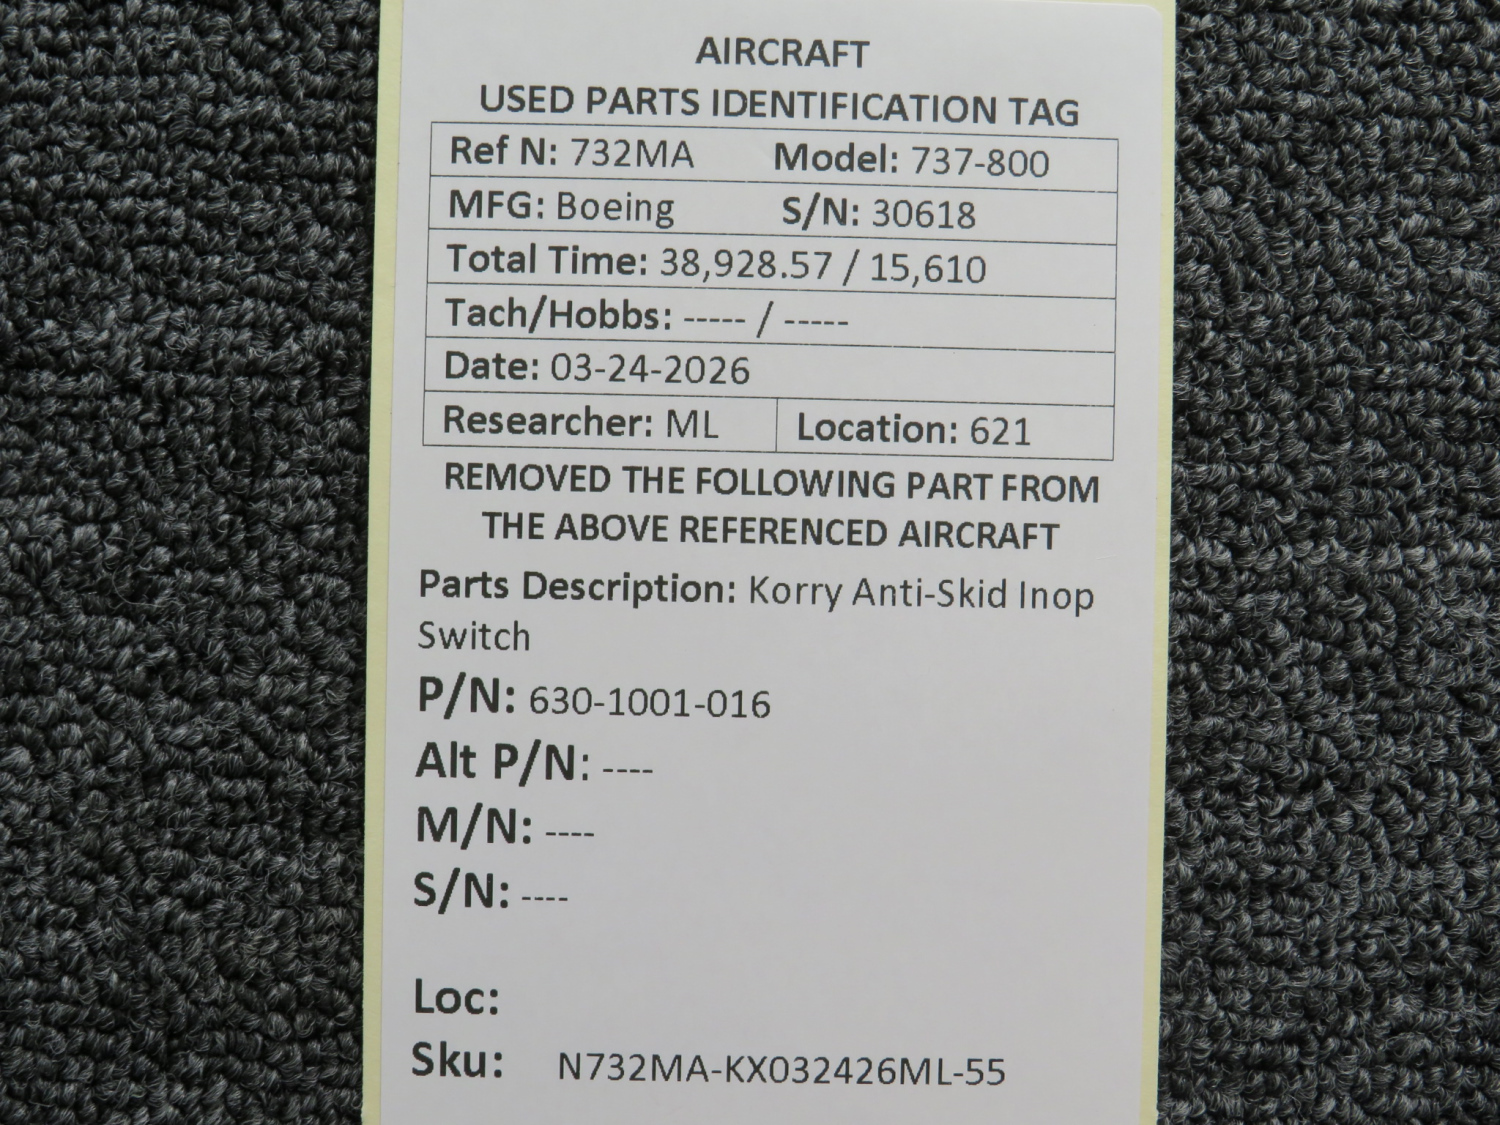 AIRCRAFT
USED PARTS IDENTIFICATION TAG
Ref N: 732MA Model: 737-800
MFG: Boeing S/N: 30618
Total Time: 38,928.57 / 15,610
Tach/Hobbs: ----- / -----
Date: 03-24-2026
Researcher: ML Location: 621
REMOVED THE FOLLOWING PART FROM
THE ABOVE REFERENCED AIRCRAFT
Parts Description: Korry Anti-Skid Inop
Switch
P/N: 630-1001-016
Alt P/N: ----
M/N: ----
S/N: ----
Loc:
Sku: N732MA-KX032426ML-55